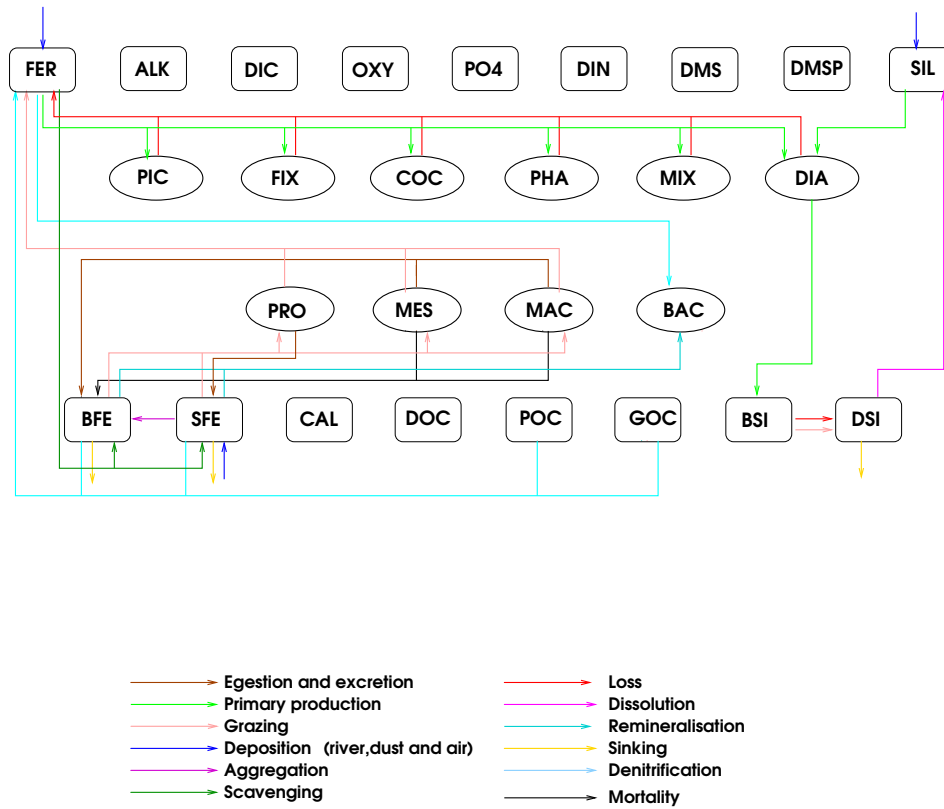 FER ALK DIC OXY PO4 DIN DMS DMSP SIL
PIC FIX COC PHA MIX DIA
PRO MES MAC BAC
BFE SFE CAL DOC POC GOC BSI DSI
Egestion and excretion
Primary production
Grazing
Deposition (river,dust and air)
Aggregation
Scavenging
Loss
Dissolution
Remineralisation
Sinking
Denitrification
Mortality